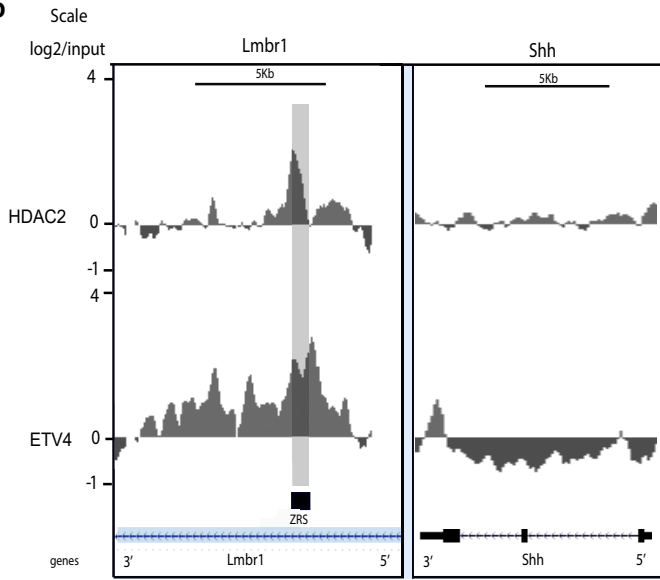 Scale
log2/input
Lmbr1
Shh
4
5Kb
5Kb
HDAC2
0
-1
4
ETV4
0
-1
ZRS
genes
3’
Lmbr1
5’
3’
Shh
5’